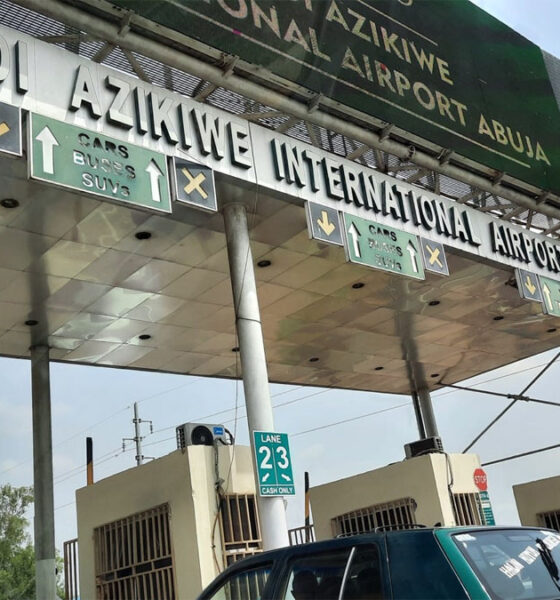 I AZIKIWE
ONAL AIRPORT ABUJA
DI AZIKIWE INTERNATIONAL AIRPORT
CARS
BUSES
SUVs
CARS
BUSES
SUVs
LANE
2 3
CASH ONLY
STOP